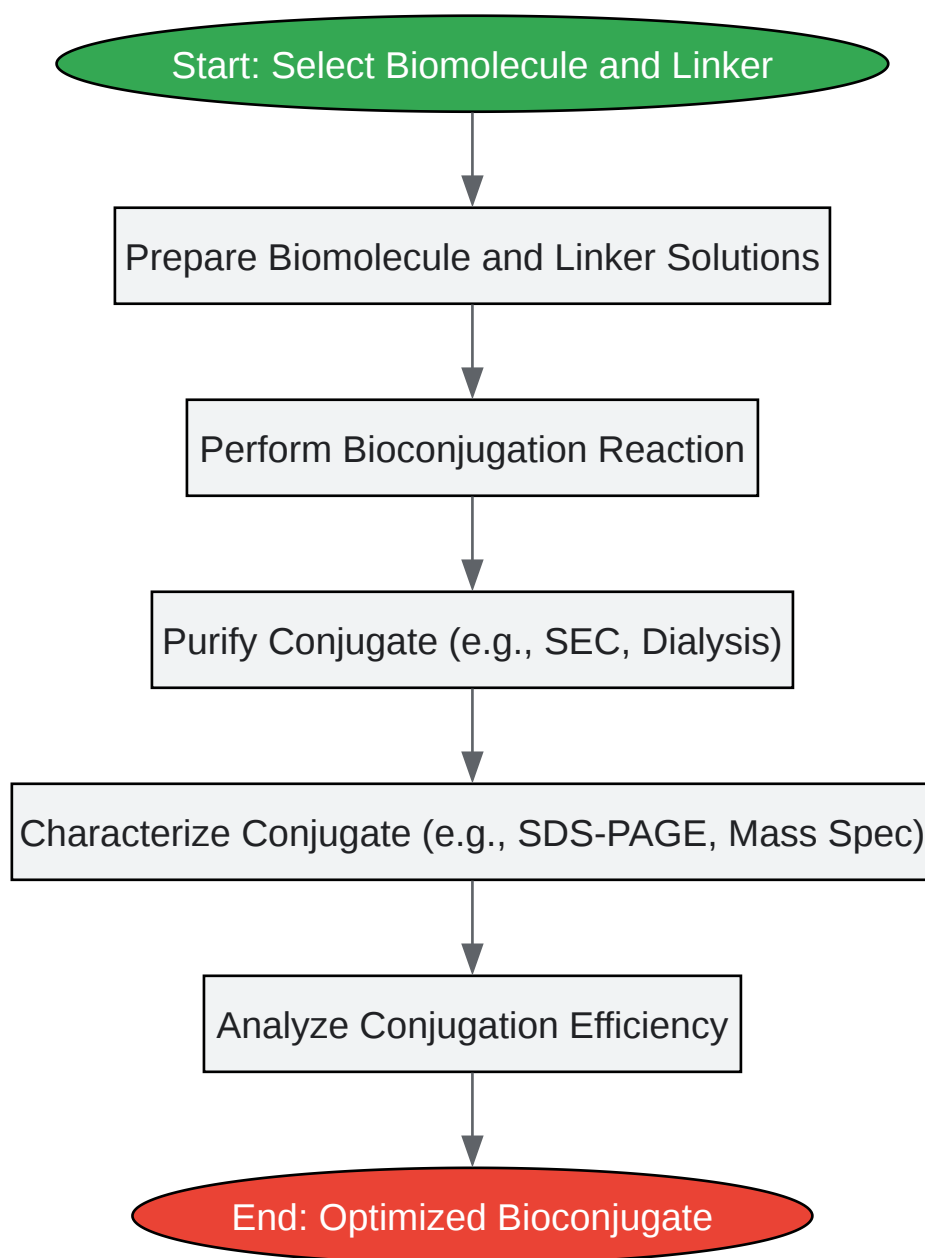 Start: Select Biomolecule and Linker
Prepare Biomolecule and Linker Solutions
Perform Bioconjugation Reaction
Purify Conjugate (e.g., SEC, Dialysis)
Characterize Conjugate (e.g., SDS-PAGE, Mass Spec)
Analyze Conjugation Efficiency
End: Optimized Bioconjugate